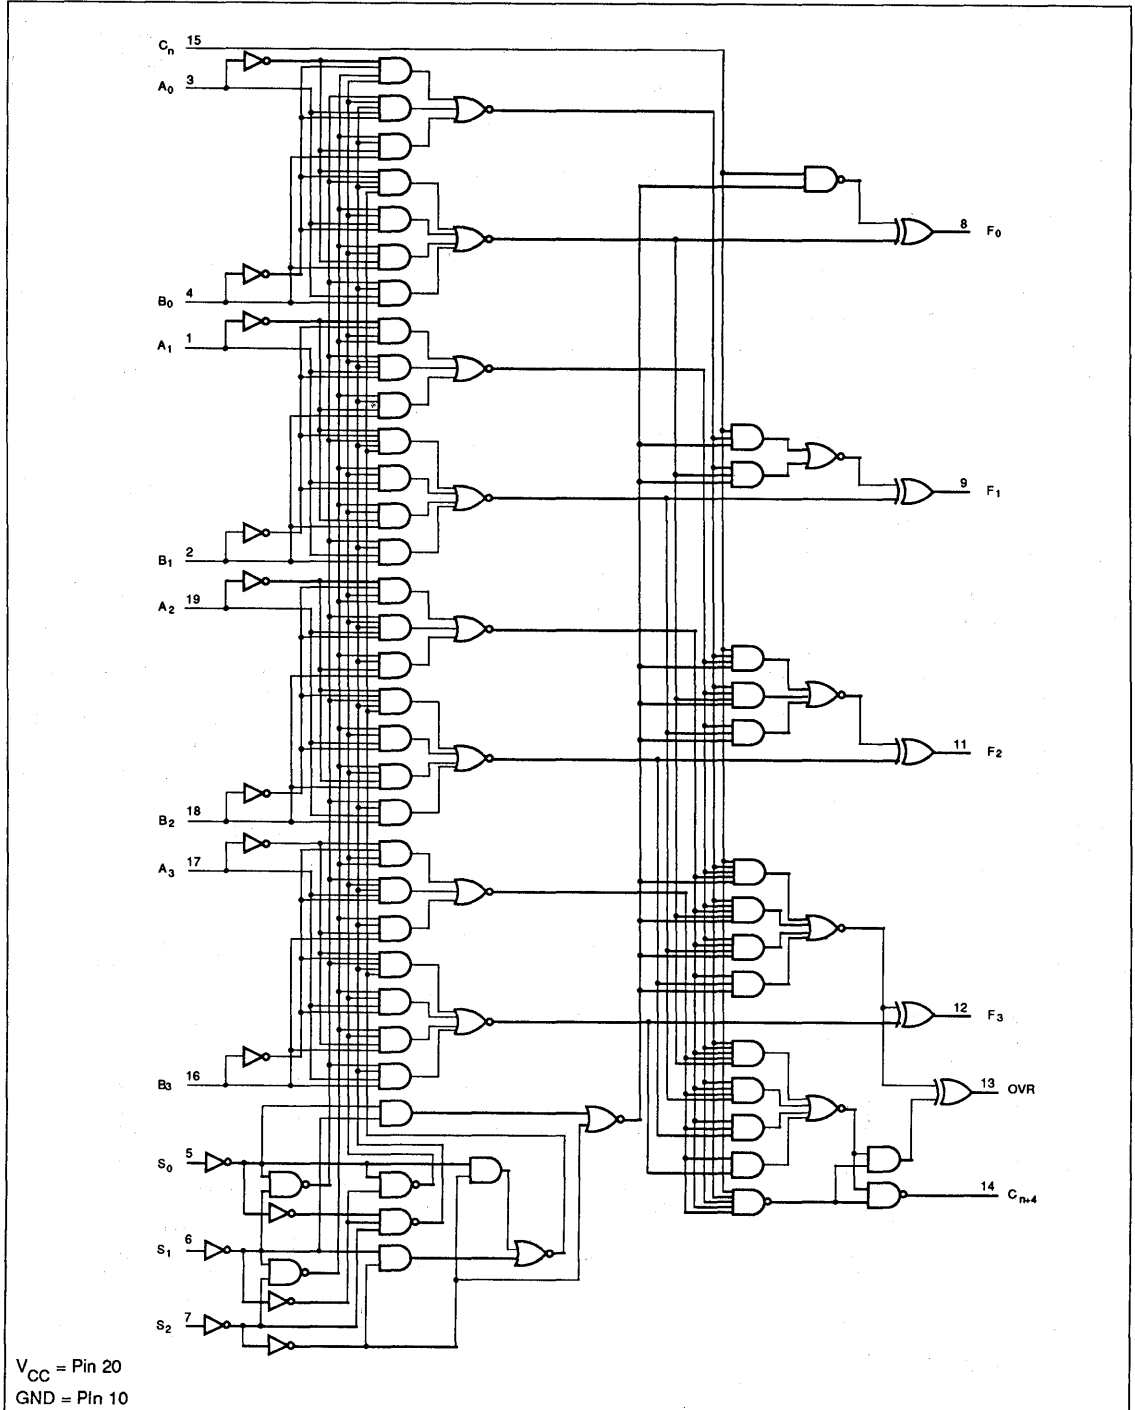 Cn 15
A0 3
8 F0
B0 4
A1 1
9 F1
B1 2
A2 19
11 F2
B2 18
A3 17
12 F3
B3 16
13 OVR
S0 5
14 Cn+4
S1 6
S2 7
VCC = Pin 20
GND = Pin 10